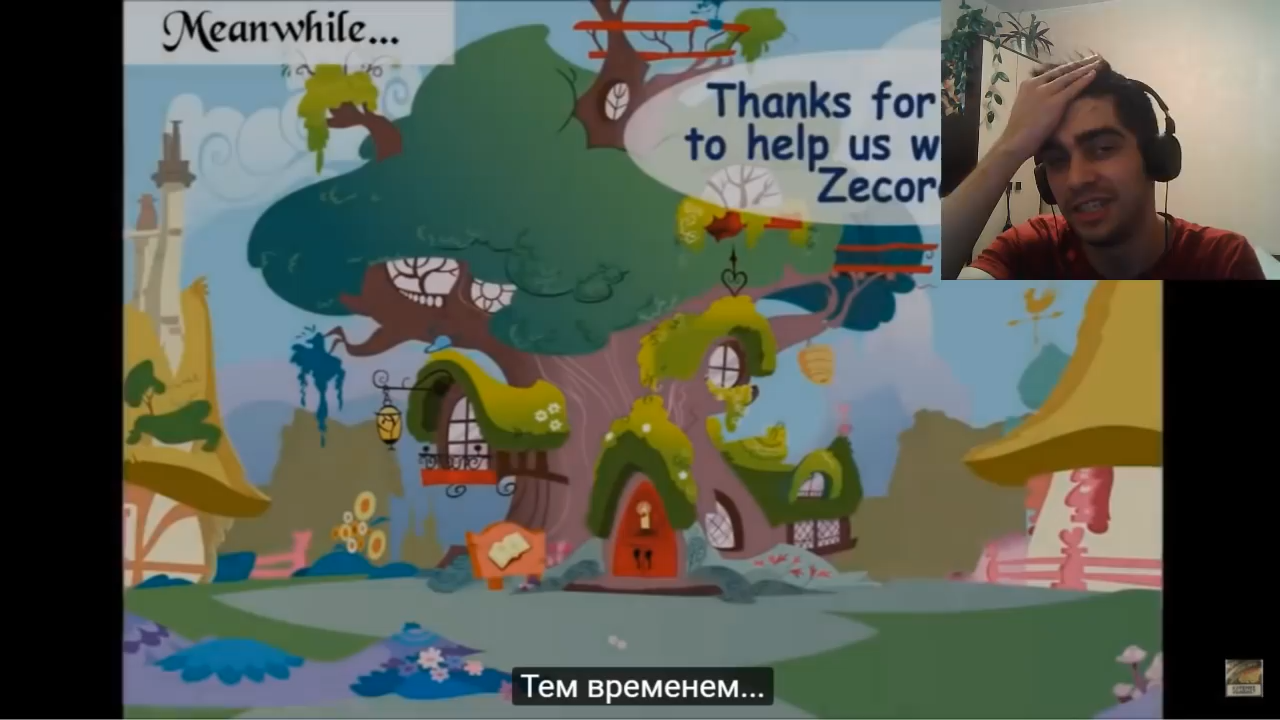 Meanwhile...
Thanks for
to help us w
Zecor
Тем временем...